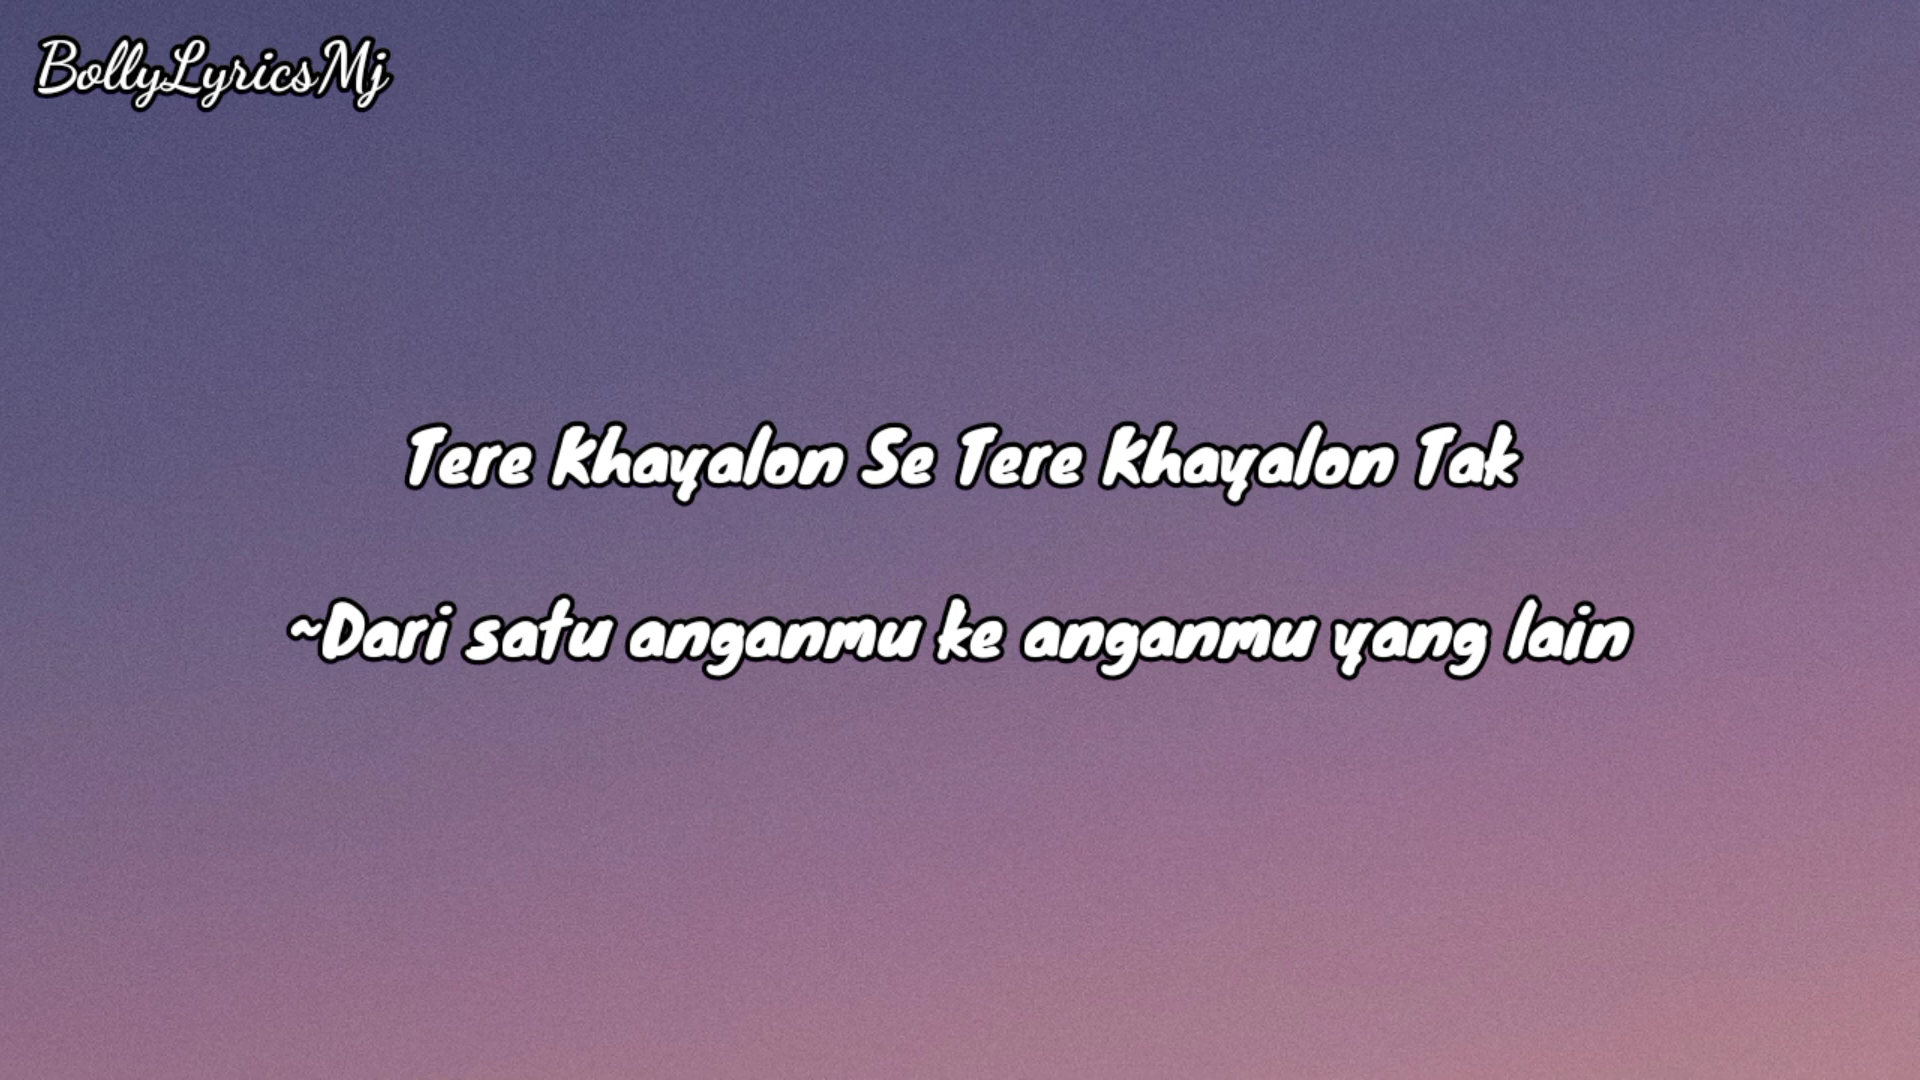 BollyLyricsMj
Tere Khayalon Se Tere Khayalon Tak
~Dari satu anganmu ke anganmu yang lain